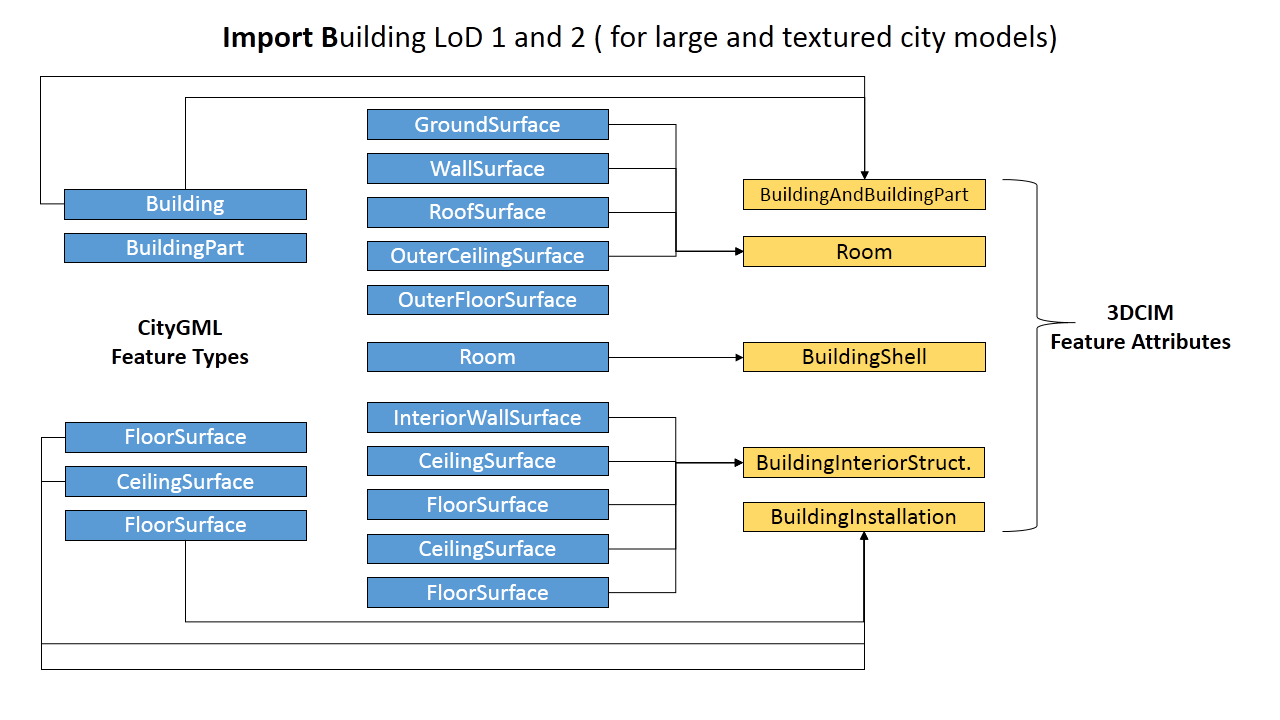 Import Building LoD 1 and 2 ( for large and textured city models)
GroundSurface
WallSurface
RoofSurface
OuterCeilingSurface
OuterFloorSurface
Building
BuildingPart
BuildingAndBuildingPart
Room
CityGML
Feature Types
3DCIM
Feature Attributes
Room
BuildingShell
FloorSurface
CeilingSurface
FloorSurface
InteriorWallSurface
CeilingSurface
FloorSurface
CeilingSurface
FloorSurface
BuildingInteriorStruct.
BuildingInstallation